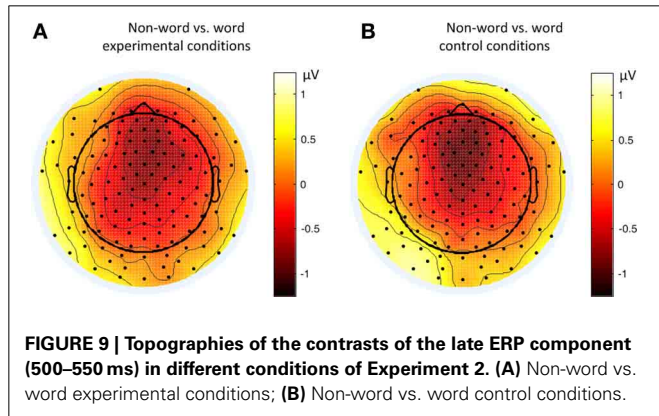 A
Non-word vs. word
experimental conditions
μV
1
0.5
0
-0.5
-1
B
Non-word vs. word
control conditions
μV
1
0.5
0
-0.5
-1
FIGURE 9 | Topographies of the contrasts of the late ERP component
(500–550 ms) in different conditions of Experiment 2. (A) Non-word vs.
word experimental conditions; (B) Non-word vs. word control conditions.